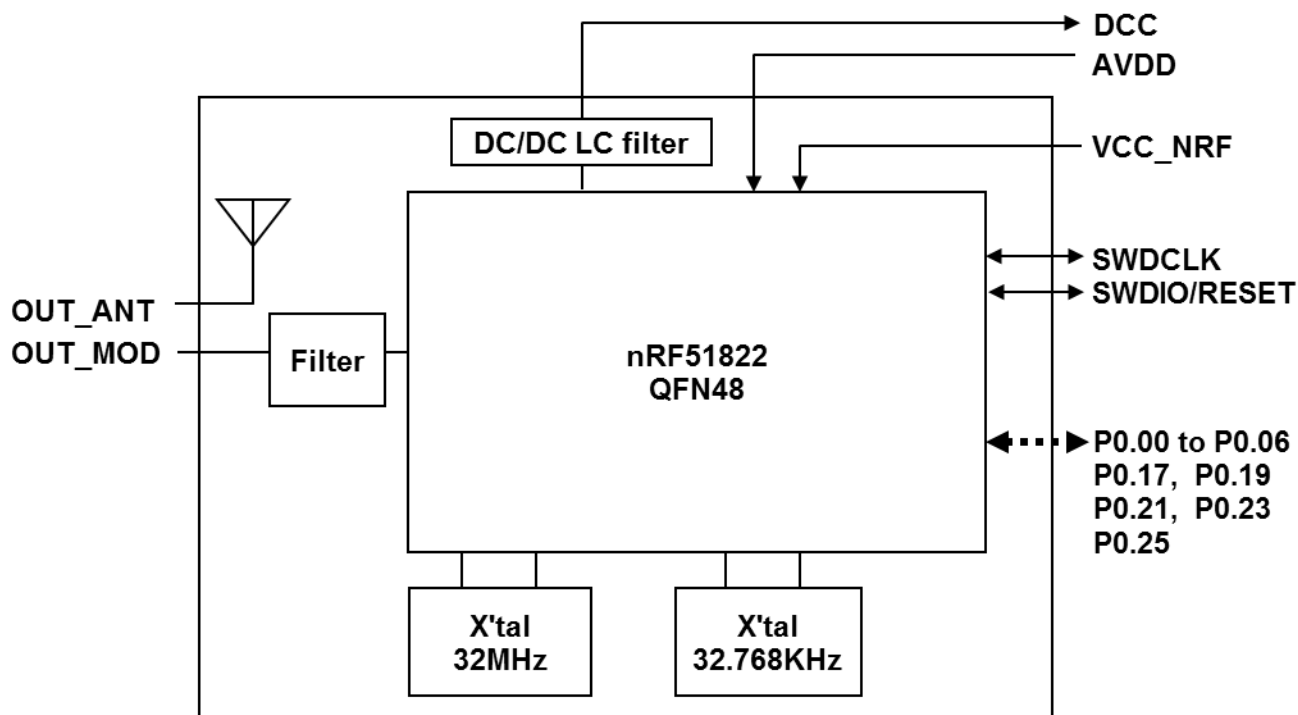 DCC
AVDD
DC/DC LC filter
VCC_NRF
SWDCLK
SWDIO/RESET
OUT_ANT
OUT_MOD
Filter
nRF51822
QFN48
P0.00 to P0.06
P0.17, P0.19
P0.21, P0.23
P0.25
X'tal
32MHz
X'tal
32.768KHz